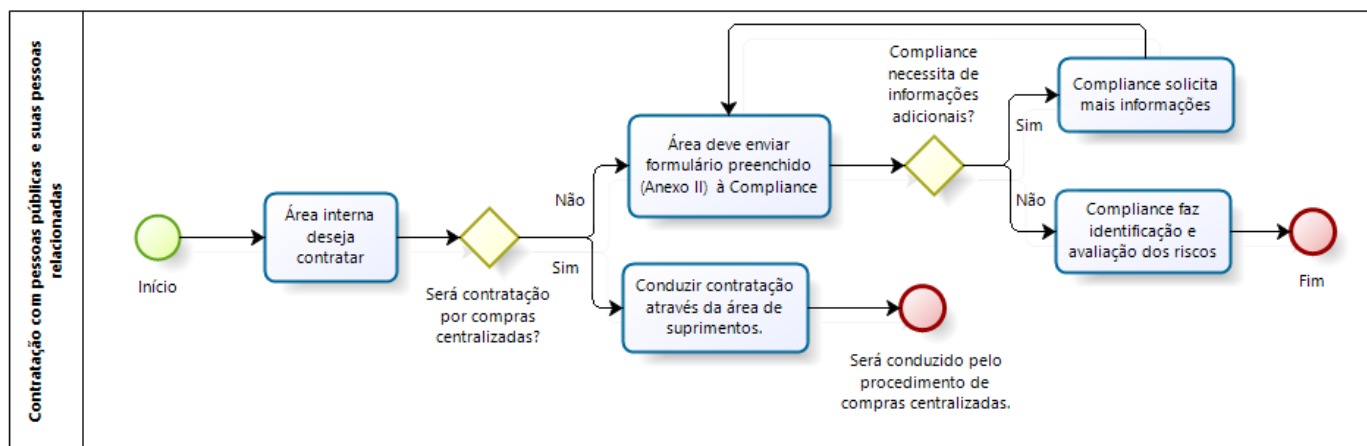 Contratação com pessoas públicas e suas pessoas
relacionadas
Início
Área interna
deseja
contratar
Será contratação
por compras
centralizadas?
Não
Sim
Área deve enviar
formulário preenchido
(Anexo II) à Compliance
Conduzir contratação
através da área de
suprimentos.
Será conduzido pelo
procedimento de
compras centralizadas.
Compliance
necessita de
informações
adicionais?
Sim
Não
Compliance solicita
mais informações
Compliance faz
identificação e
avaliação dos riscos
Fim